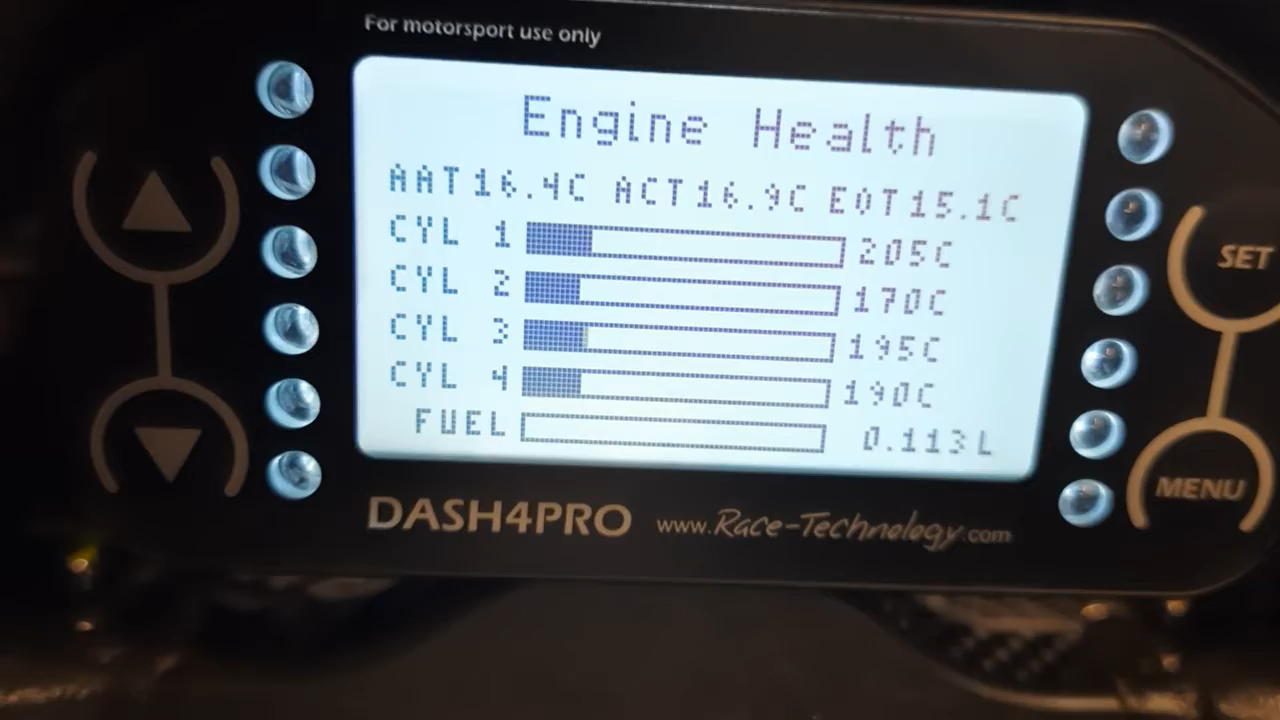 For motorsport use only
Engine Health
AAT16.4C ACT16.9C EOT15.1C
CYL 1 205C
CYL 2 170C
CYL 3 195C
CYL 4 190C
FUEL 0.113L
DASH4PRO www.Race-Technology.com
SET
MENU